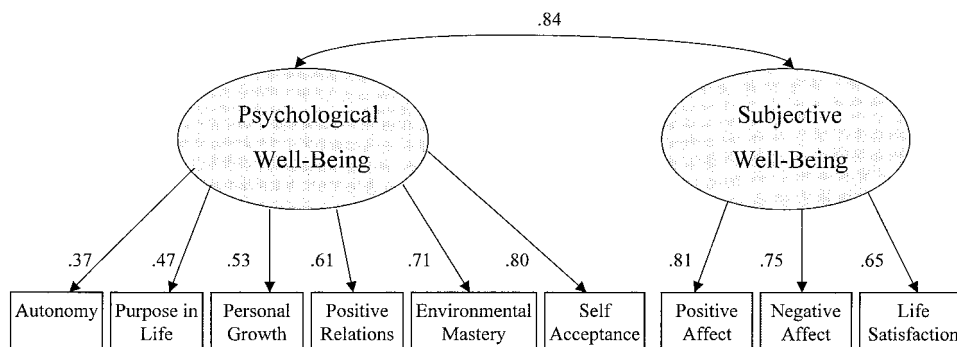 .84
Psychological
Well-Being
Subjective
Well-Being
.37 .47 .53 .61 .71 .80 .81 .75 .65
Autonomy
Purpose in
Life
Personal
Growth
Positive
Relations
Environmental
Mastery
Self
Acceptance
Positive
Affect
Negative
Affect
Life
Satisfaction